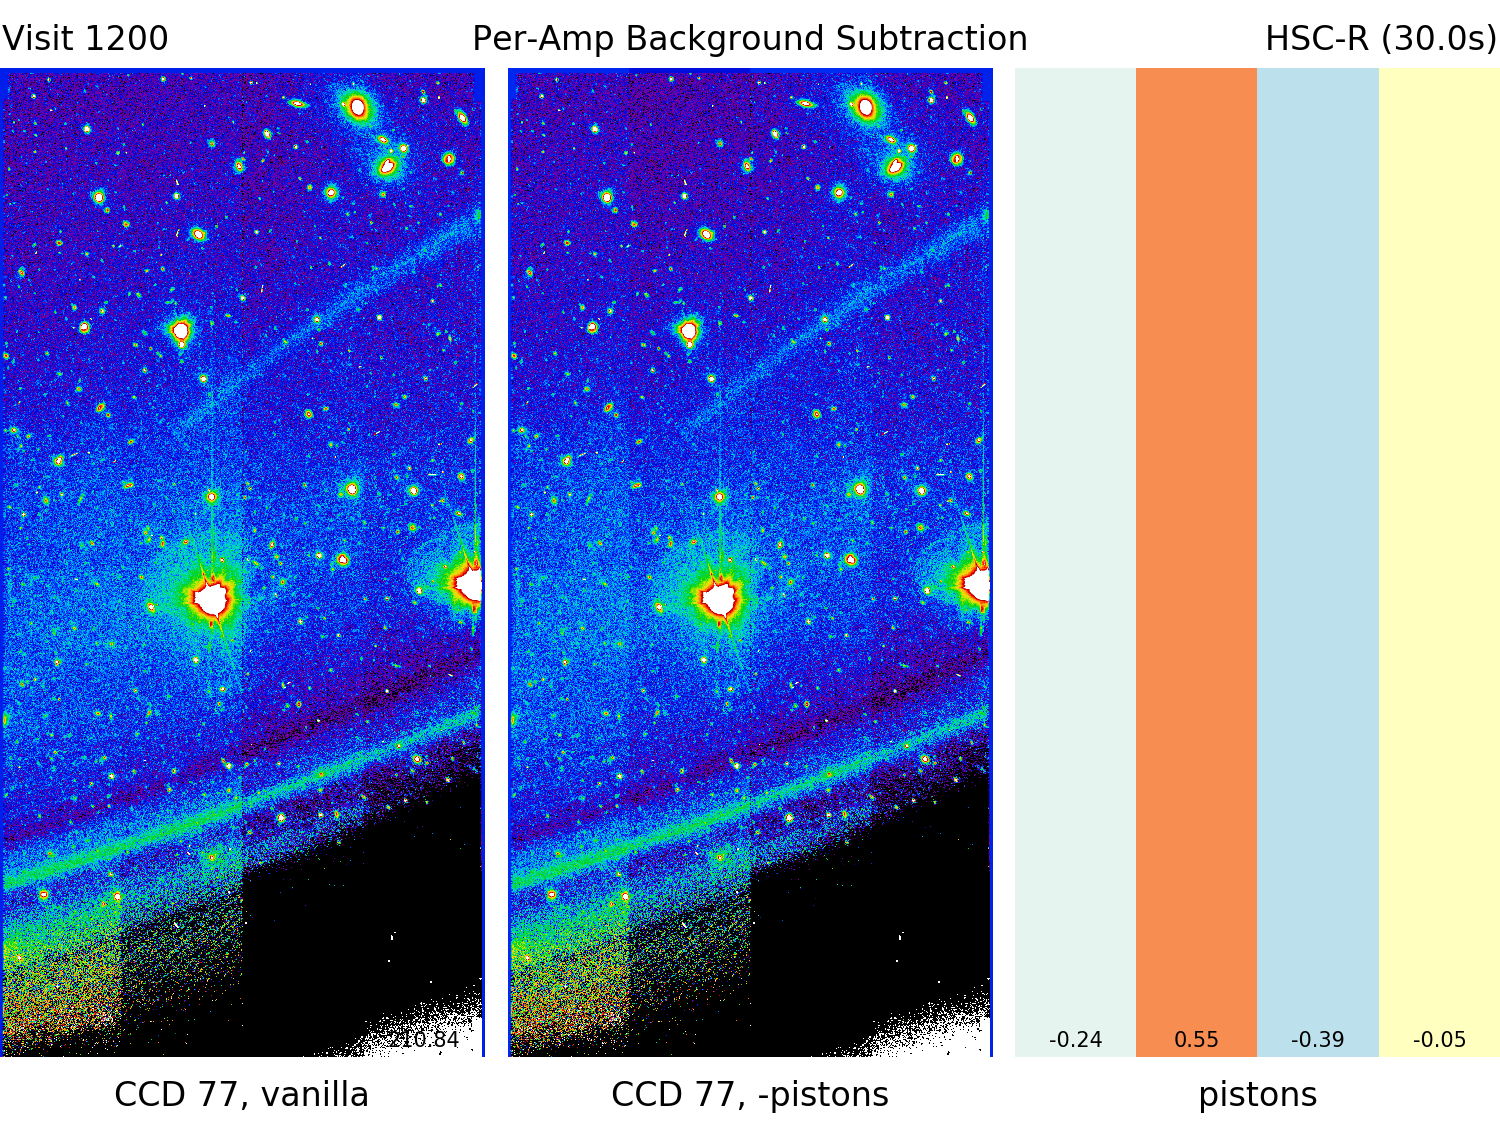 Visit 1200 Per-Amp Background Subtraction HSC-R (30.0s)
210.84 -0.24 0.55 -0.39 -0.05
CCD 77, vanilla CCD 77, -pistons pistons